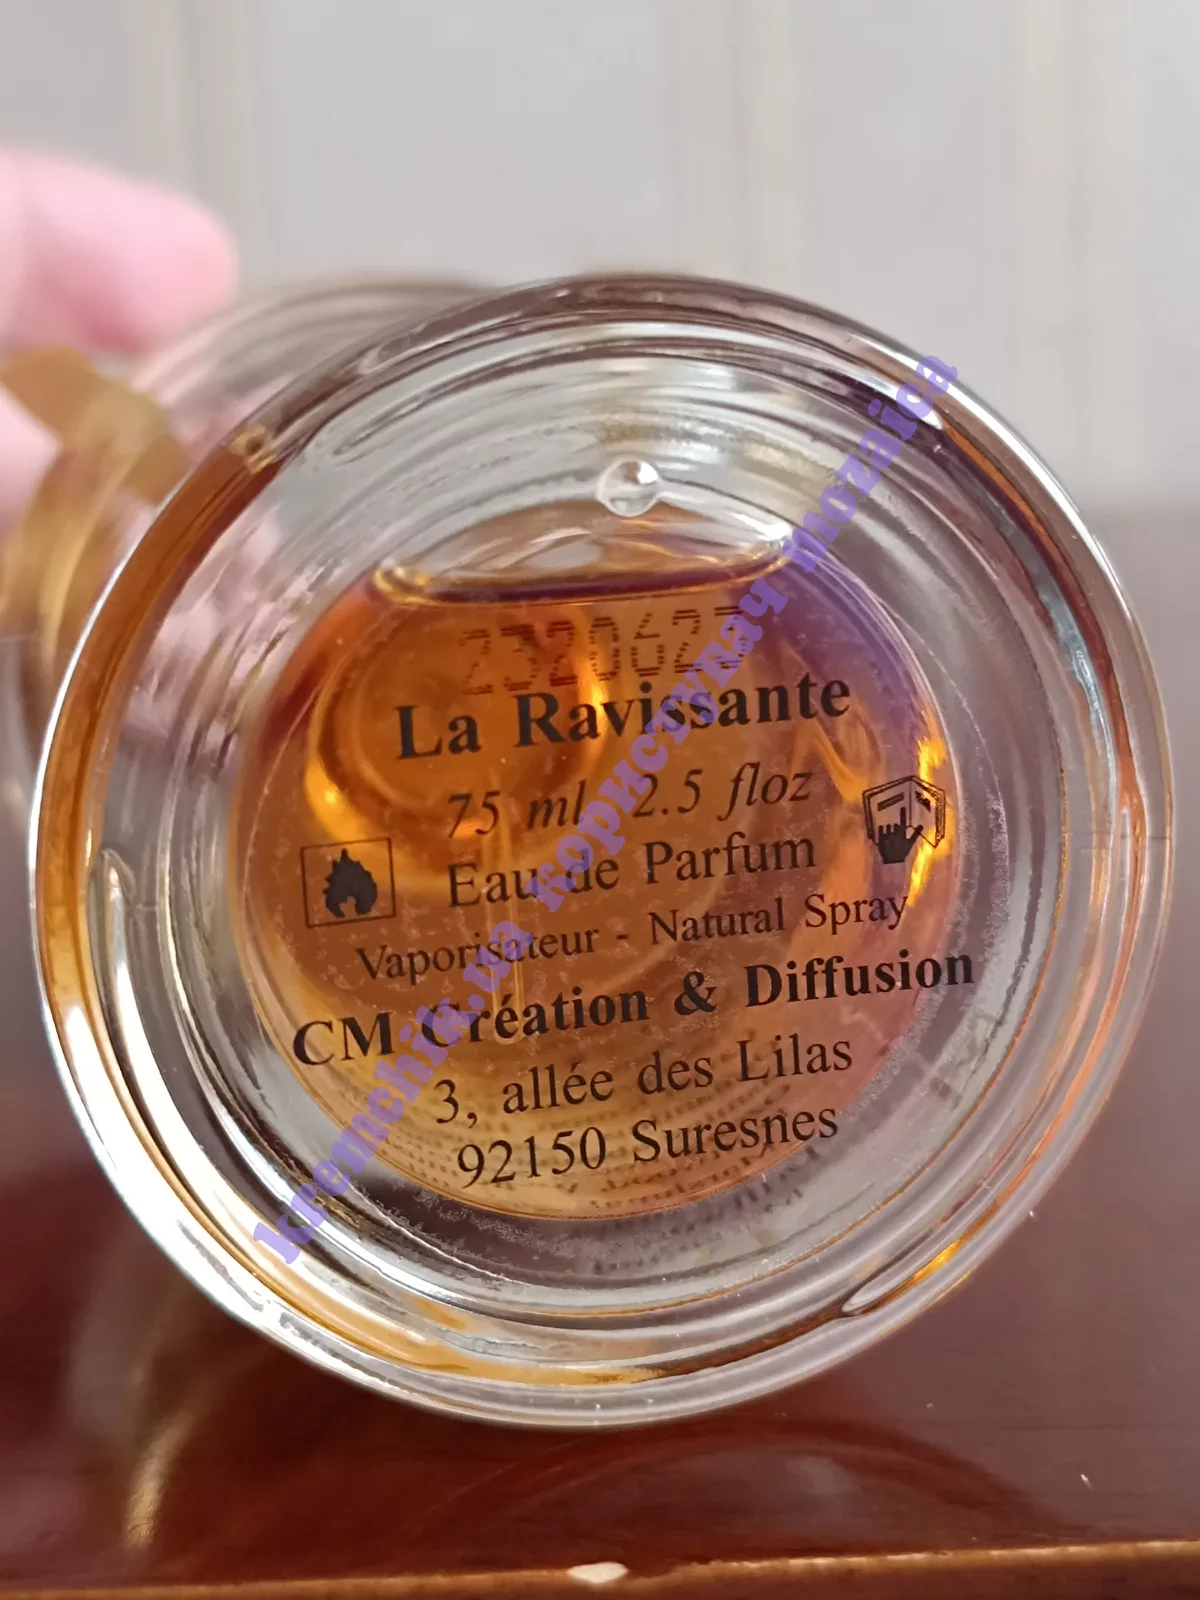 2320627
La Ravissante
75 ml 2.5 floz
Eau de Parfum
Vaporisateur - Natural Spray
CM Création & Diffusion
3, allée des Lilas
92150 Suresnes
kremchik.ua користувач mozaica